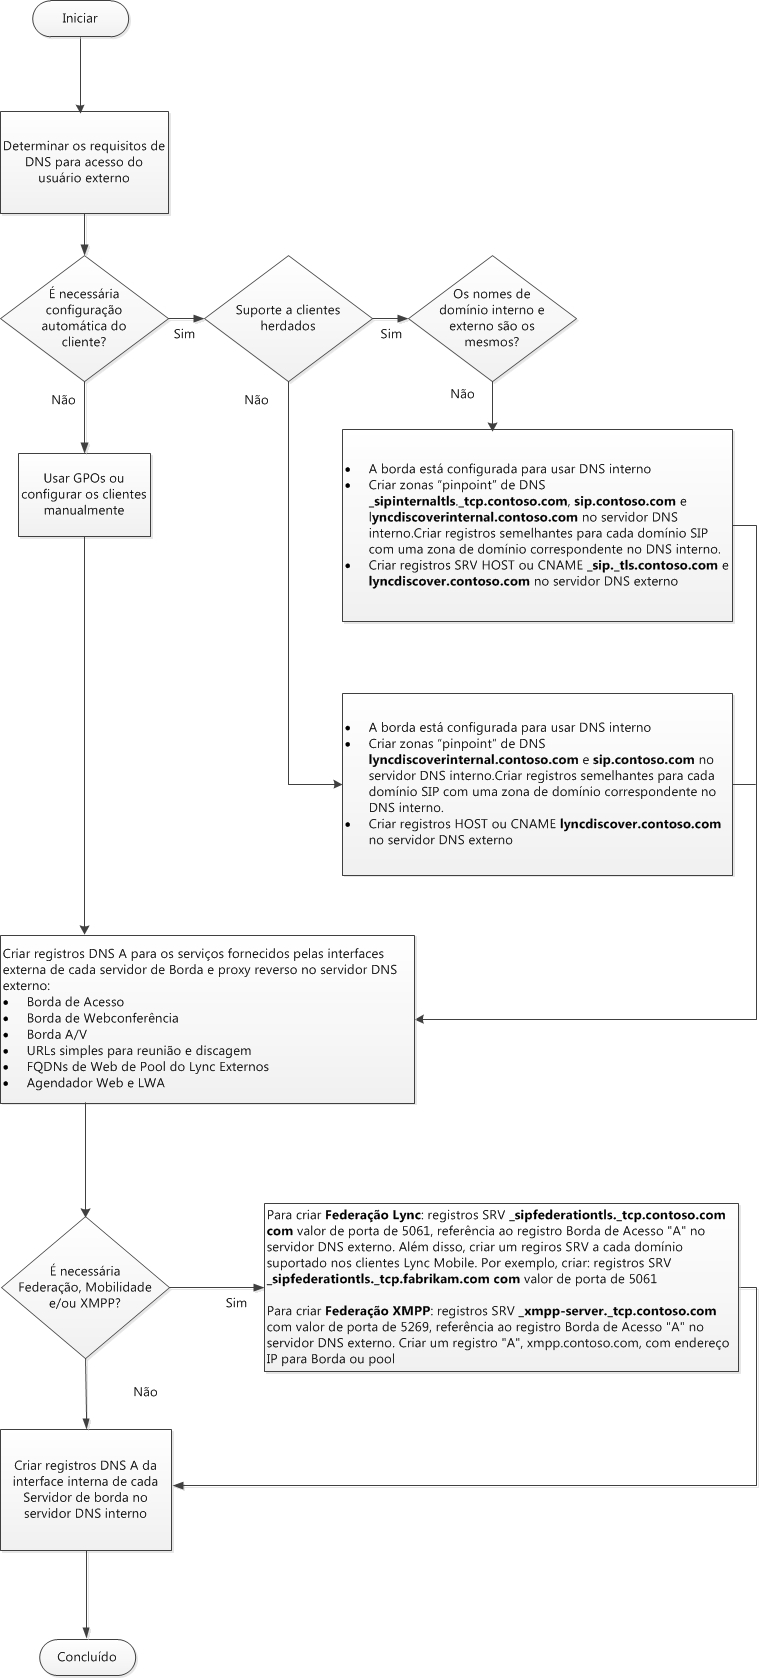 Iniciar
Determinar os requisitos de
DNS para acesso do
usuário externo
É necessária
configuração
automática do
cliente?
Sim
Suporte a clientes
herdados
Sim
Os nomes de
domínio interno e
externo são os
mesmos?
Não
Não
Não
Usar GPOs ou
configurar os clientes
manualmente
• A borda está configurada para usar DNS interno
• Criar zonas “pinpoint” de DNS
_sipinternaltls._tcp.contoso.com, sip.contoso.com e
lyncdiscoverinternal.contoso.com no servidor DNS
interno.Criar registros semelhantes para cada domínio SIP
com uma zona de domínio correspondente no DNS interno.
• Criar registros SRV HOST ou CNAME _sip._tls.contoso.com e
lyncdiscover.contoso.com no servidor DNS externo
• A borda está configurada para usar DNS interno
• Criar zonas “pinpoint” de DNS
lyncdiscoverinternal.contoso.com e sip.contoso.com no
servidor DNS interno.Criar registros semelhantes para cada
domínio SIP com uma zona de domínio correspondente no
DNS interno.
• Criar registros HOST ou CNAME lyncdiscover.contoso.com
no servidor DNS externo
Criar registros DNS A para os serviços fornecidos pelas interfaces
externa de cada servidor de Borda e proxy reverso no servidor DNS
externo:
• Borda de Acesso
• Borda de Webconferência
• Borda A/V
• URLs simples para reunião e discagem
• FQDNs de Web de Pool do Lync Externos
• Agendador Web e LWA
É necessária
Federação, Mobilidade
e/ou XMPP?
Sim
Para criar Federação Lync: registros SRV _sipfederationtls._tcp.contoso.com
com valor de porta de 5061, referência ao registro Borda de Acesso "A" no
servidor DNS externo. Além disso, criar um regiros SRV a cada domínio
suportado nos clientes Lync Mobile. Por exemplo, criar: registros SRV
_sipfederationtls._tcp.fabrikam.com com valor de porta de 5061
Para criar Federação XMPP: registros SRV _xmpp-server._tcp.contoso.com
com valor de porta de 5269, referência ao registro Borda de Acesso "A" no
servidor DNS externo. Criar um registro "A", xmpp.contoso.com, com endereço
IP para Borda ou pool
Não
Criar registros DNS A da
interface interna de cada
Servidor de borda no
servidor DNS interno
Concluído